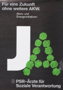 Für eine Zukunft
ohne weitere AKW.
JA
PSR-Ärzte für
Soziale Verantwortung